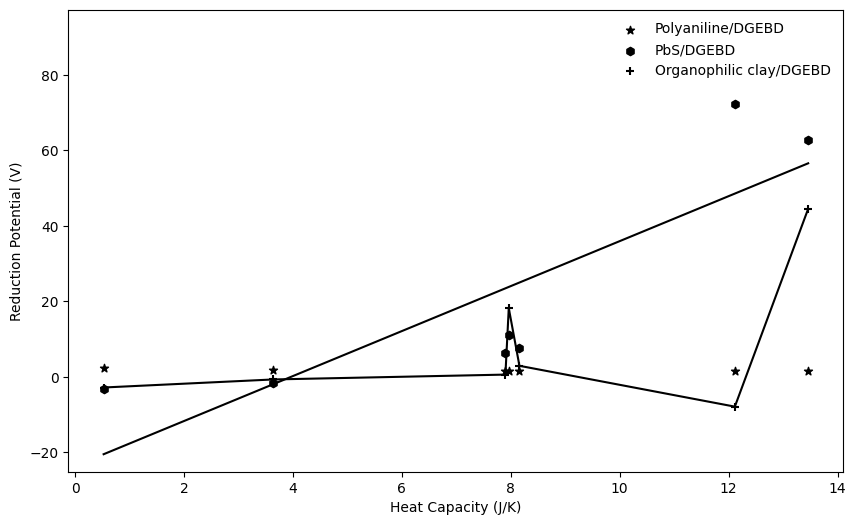 Polyaniline/DGEBD
PbS/DGEBD
Organophilic clay/DGEBD
80
60
40
20
0
−20
Reduction Potential (V)
0 2 4 6 8 10 12 14
Heat Capacity (J/K)